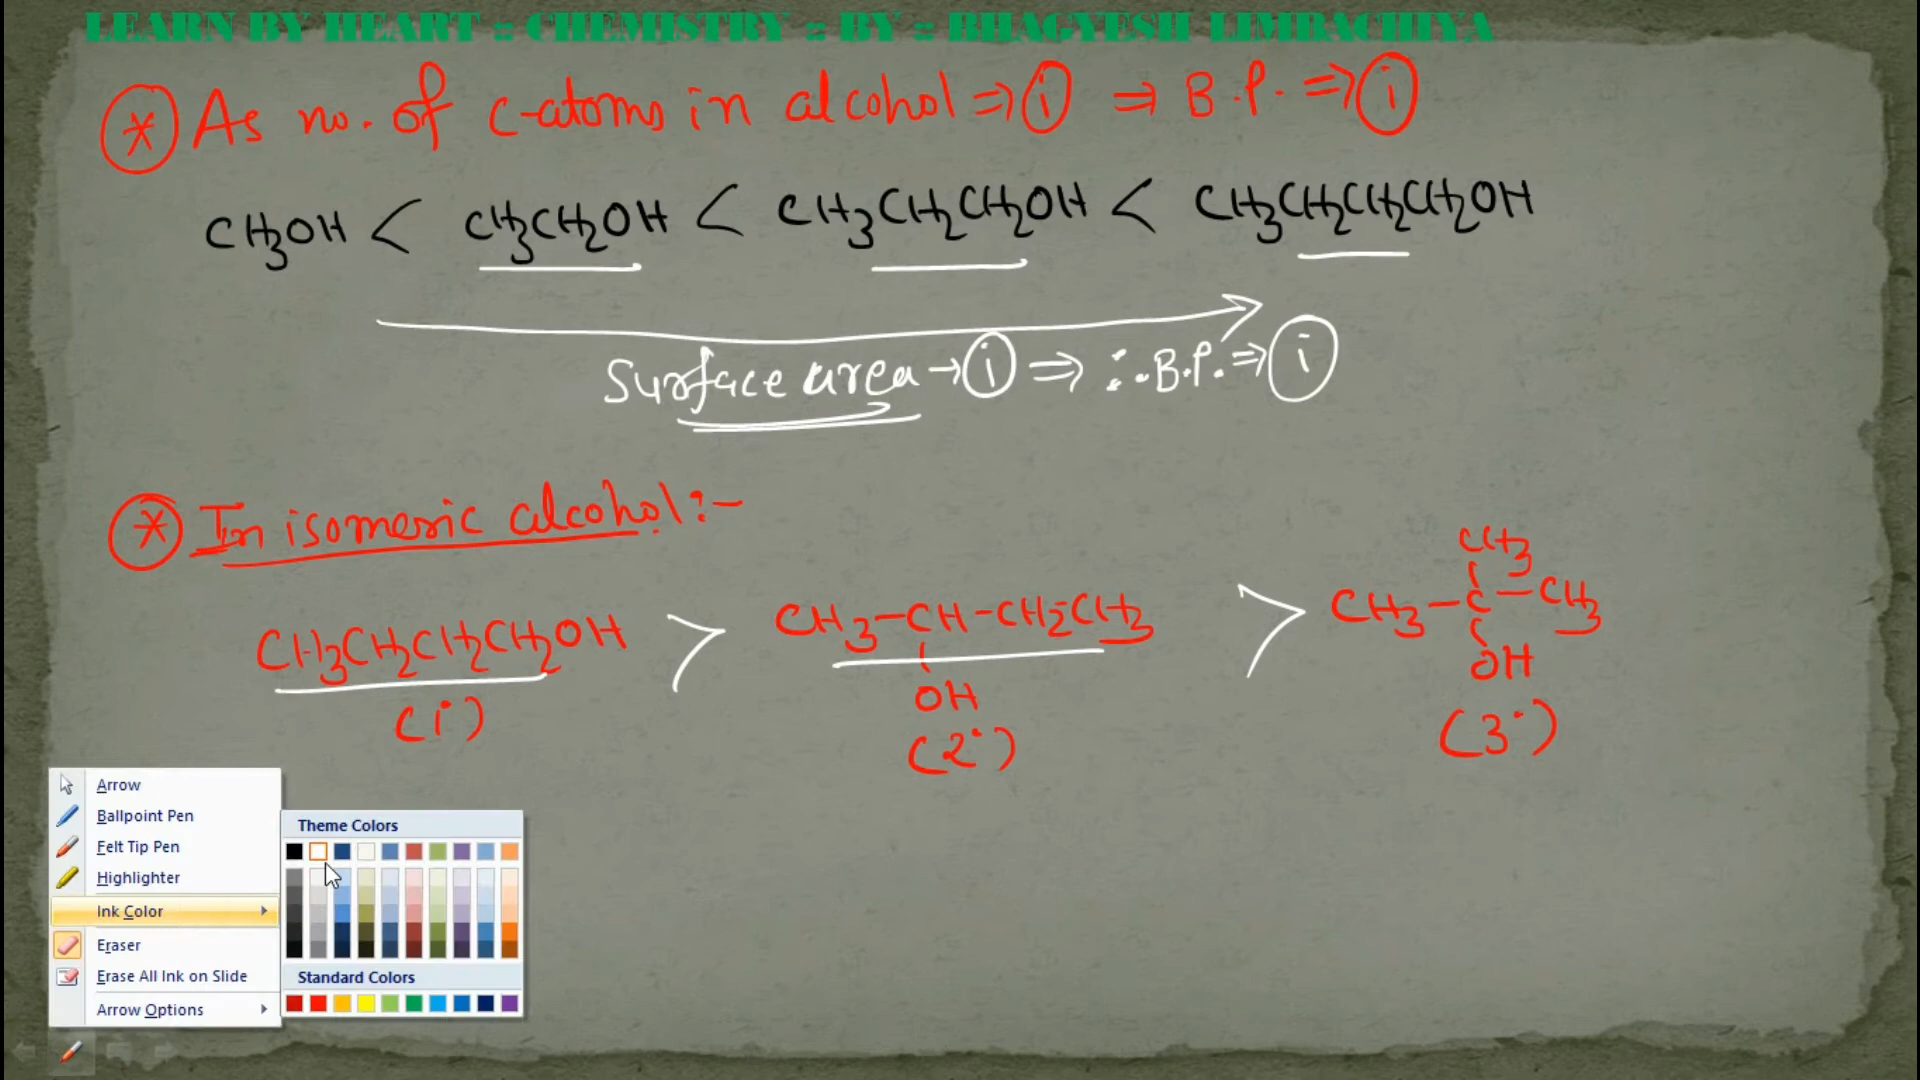 LEARN BY HEART :: CHEMISTRY :: BY :: BHAGYESH LIMBACHIYA
* As no. of C-atoms in alcohol ⇒ i ⇒ B.P. ⇒ i
CH3OH < CH3CH2OH < CH3CH2CH2OH < CH3CH2CH2CH2OH
Surface area → i ⇒ ∴ B.P. ⇒ i
* In isomeric alcohol :-
CH3
CH3CH2CH2CH2OH > CH3-CH-CH2-CH3 > CH3-C-CH3
OH OH
(1°) (2°) (3°)
Arrow
Ballpoint Pen
Felt Tip Pen
Highlighter
Ink Color
Eraser
Erase All Ink on Slide
Arrow Options
Theme Colors
Standard Colors